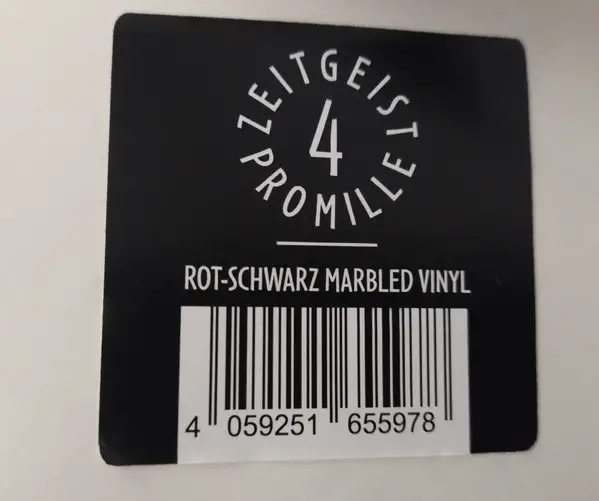 ZEITGEIST
4
PROMILLE
ROT-SCHWARZ MARBLED VINYL
4 059251 655978